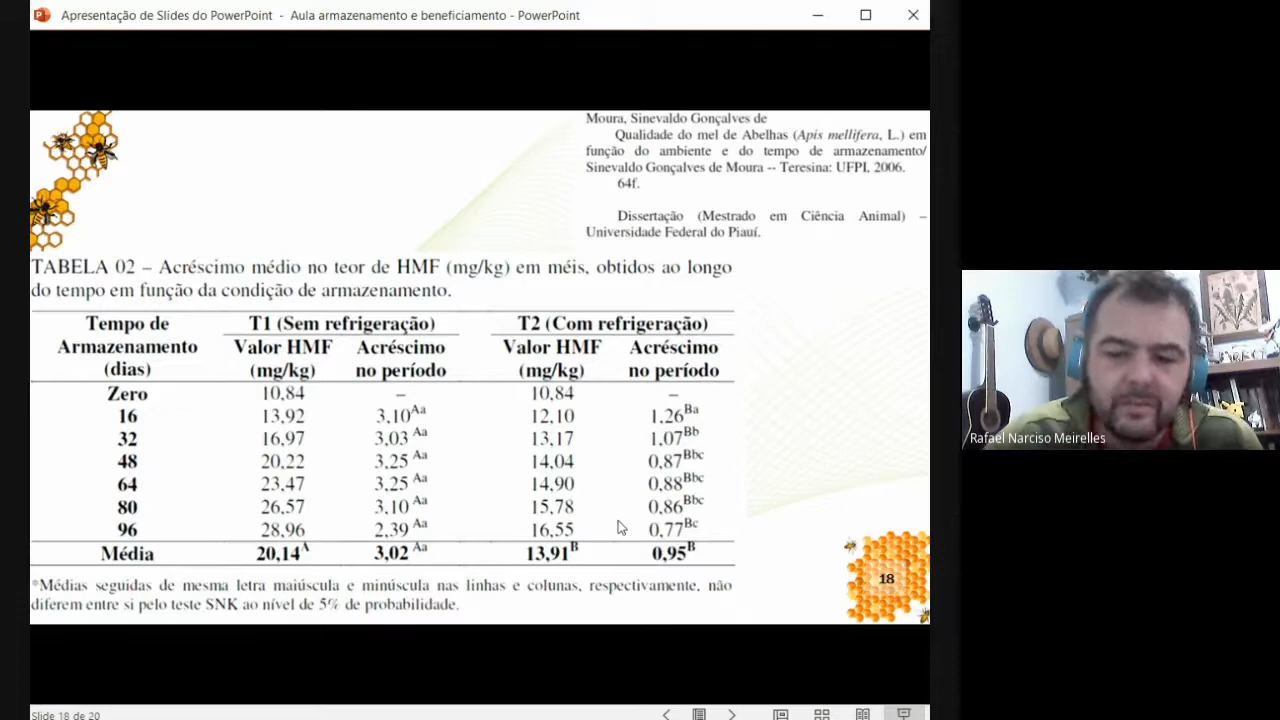 Apresentação de Slides do PowerPoint - Aula armazenamento e beneficiamento - PowerPoint
Moura, Sinevaldo Gonçalves de
Qualidade do mel de Abelhas (Apis mellifera, L.) em
função do ambiente e do tempo de armazenamento/
Sinevaldo Gonçalves de Moura -- Teresina: UFPI, 2006.
64f.
Dissertação (Mestrado em Ciência Animal) –
Universidade Federal do Piauí.
TABELA 02 – Acréscimo médio no teor de HMF (mg/kg) em méis, obtidos ao longo
do tempo em função da condição de armazenamento.
Tempo de T1 (Sem refrigeração) T2 (Com refrigeração)
Armazenamento Valor HMF Acréscimo Valor HMF Acréscimo
(dias) (mg/kg) no período (mg/kg) no período
Zero 10,84 – 10,84 –
16 13,92 3,10Aa 12,10 1,26Ba
32 16,97 3,03 Aa 13,17 1,07Bb
48 20,22 3,25 Aa 14,04 0,87Bbc
64 23,47 3,25 Aa 14,90 0,88Bbc
80 26,57 3,10 Aa 15,78 0,86Bbc
96 28,96 2,39 Aa 16,55 0,77Bc
Média 20,14A 3,02 Aa 13,91B 0,95B
*Médias seguidas de mesma letra maiúscula e minúscula nas linhas e colunas, respectivamente, não
diferem entre si pelo teste SNK ao nível de 5% de probabilidade.
18
Slide 18 de 20
Rafael Narciso Meirelles